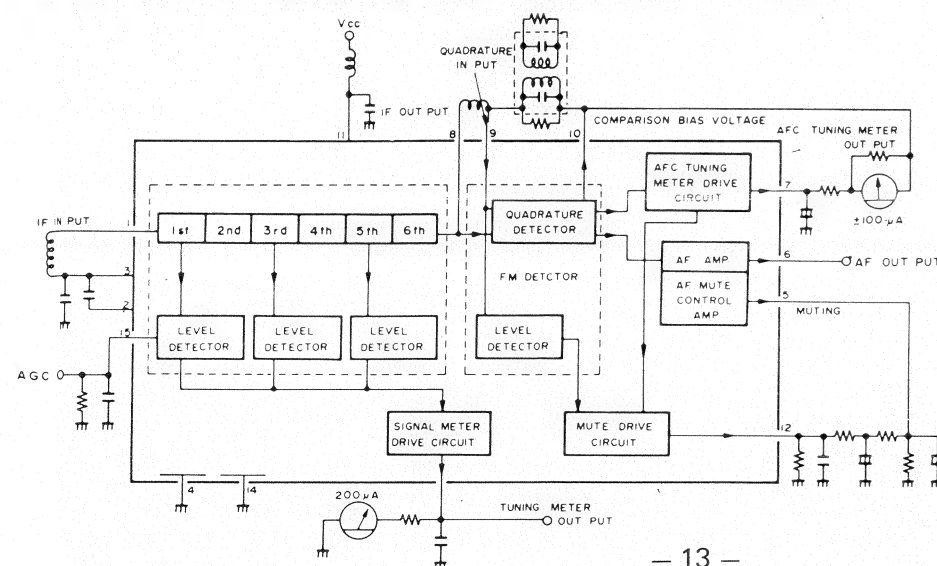 Vcc
QUADRATURE
IN PUT
IF OUT PUT
11
8
9
10
COMPARISON BIAS VOLTAGE
AFC TUNING METER
OUT PUT
AFC TUNING
METER DRIVE
CIRCUIT
7
±100·µA
IF IN PUT
1
1st
2nd
3rd
4th
5th
6th
QUADRATURE
DETECTOR
AF AMP
6
AF OUT PUT
3
FM DETCTOR
AF MUTE
CONTROL
AMP
5
MUTING
2
15
LEVEL
DETECTOR
LEVEL
DETECTOR
LEVEL
DETECTOR
LEVEL
DETECTOR
AGC
SIGNAL METER
DRIVE CIRCUIT
MUTE DRIVE
CIRCUIT
12
4
14
200µA
TUNING METER
OUT PUT
— 13 —